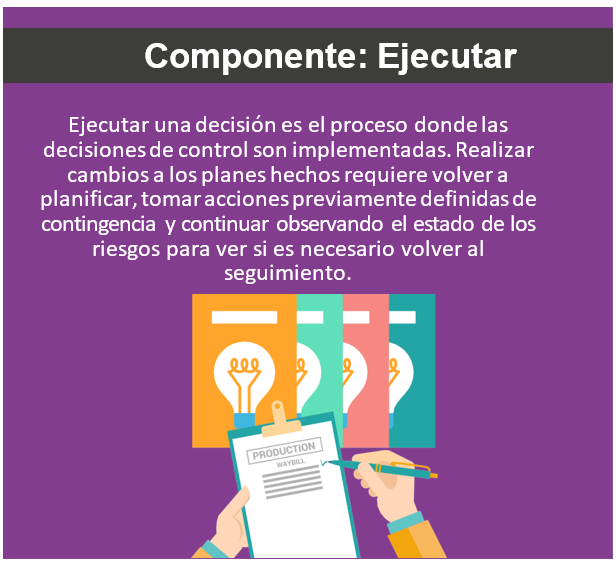 Componente: Ejecutar
Ejecutar una decisión es el proceso donde las
decisiones de control son implementadas. Realizar
cambios a los planes hechos requiere volver a
planificar, tomar acciones previamente definidas de
contingencia y continuar observando el estado de los
riesgos para ver si es necesario volver al
seguimiento.
PRODUCTION
WAYBILL